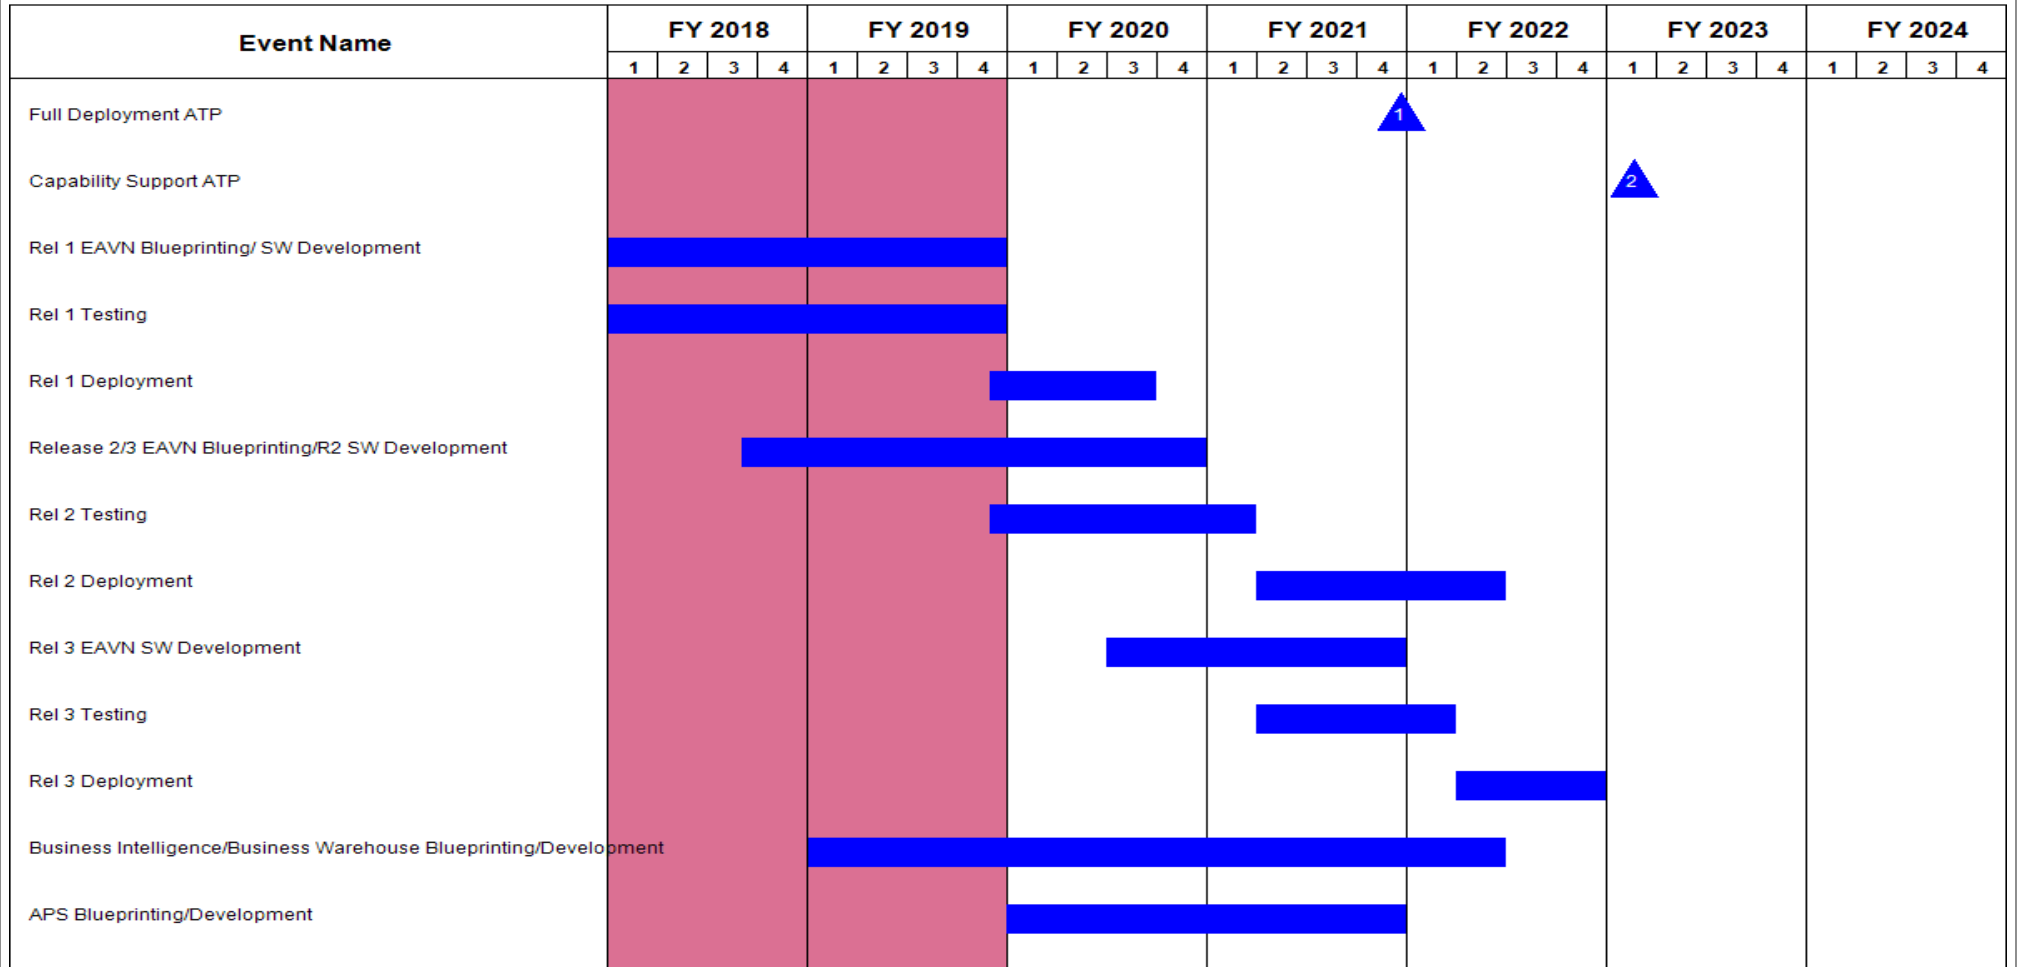 Event Name
FY 2018 FY 2019 FY 2020 FY 2021 FY 2022 FY 2023 FY 2024
1 2 3 4 1 2 3 4 1 2 3 4 1 2 3 4 1 2 3 4 1 2 3 4 1 2 3 4
Full Deployment ATP 1
Capability Support ATP 2
Rel 1 EAVN Blueprinting/ SW Development
Rel 1 Testing
Rel 1 Deployment
Release 2/3 EAVN Blueprinting/R2 SW Development
Rel 2 Testing
Rel 2 Deployment
Rel 3 EAVN SW Development
Rel 3 Testing
Rel 3 Deployment
Business Intelligence/Business Warehouse Blueprinting/Development
APS Blueprinting/Development